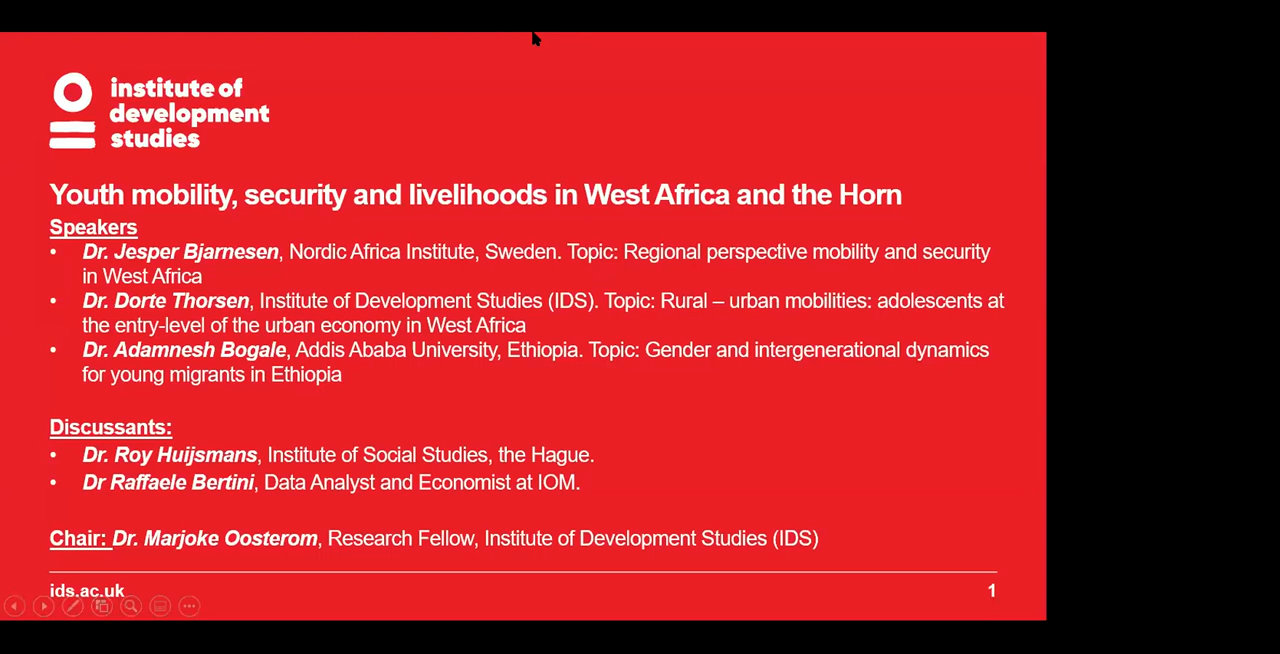 institute of
development
studies
Youth mobility, security and livelihoods in West Africa and the Horn
Speakers
• Dr. Jesper Bjarnesen, Nordic Africa Institute, Sweden. Topic: Regional perspective mobility and security
in West Africa
• Dr. Dorte Thorsen, Institute of Development Studies (IDS). Topic: Rural – urban mobilities: adolescents at
the entry-level of the urban economy in West Africa
• Dr. Adamnesh Bogale, Addis Ababa University, Ethiopia. Topic: Gender and intergenerational dynamics
for young migrants in Ethiopia
Discussants:
• Dr. Roy Huijsmans, Institute of Social Studies, the Hague.
• Dr Raffaele Bertini, Data Analyst and Economist at IOM.
Chair: Dr. Marjoke Oosterom, Research Fellow, Institute of Development Studies (IDS)
ids.ac.uk 1